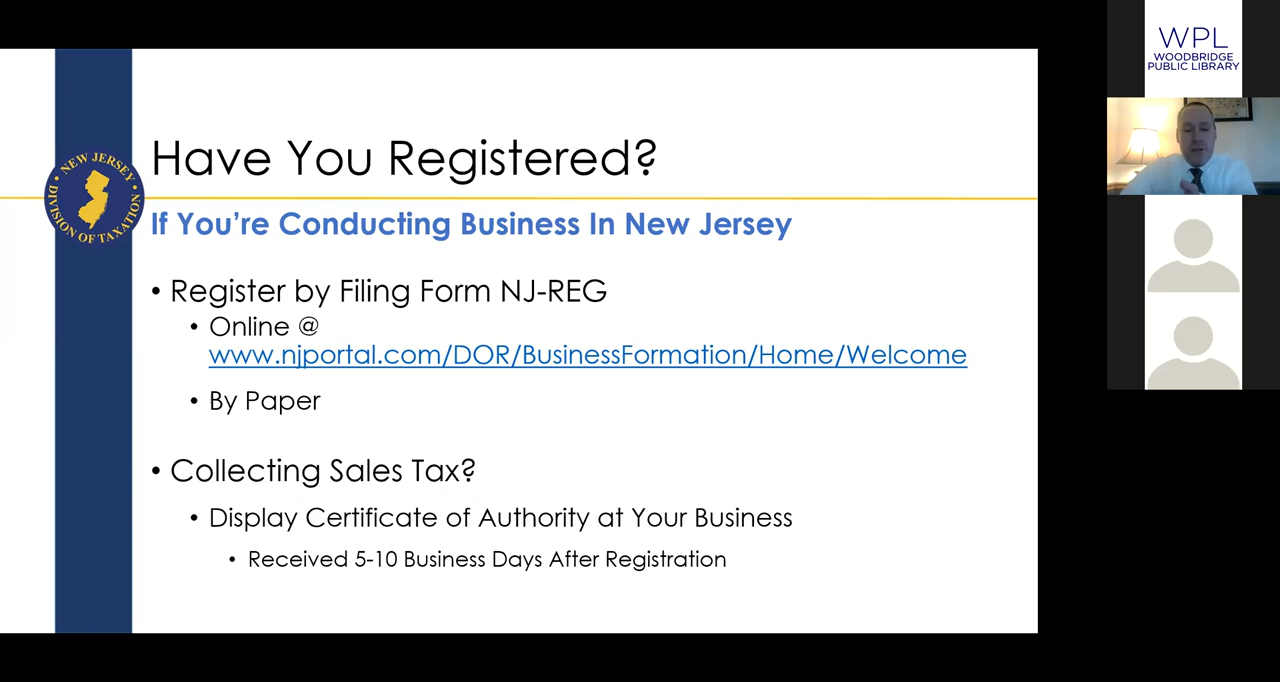 Have You Registered?
NEW JERSEY
DIVISION OF TAXATION
If You're Conducting Business In New Jersey
• Register by Filing Form NJ-REG
• Online @
www.njportal.com/DOR/BusinessFormation/Home/Welcome
• By Paper
• Collecting Sales Tax?
• Display Certificate of Authority at Your Business
• Received 5-10 Business Days After Registration
WPL
WOODBRIDGE
PUBLIC LIBRARY